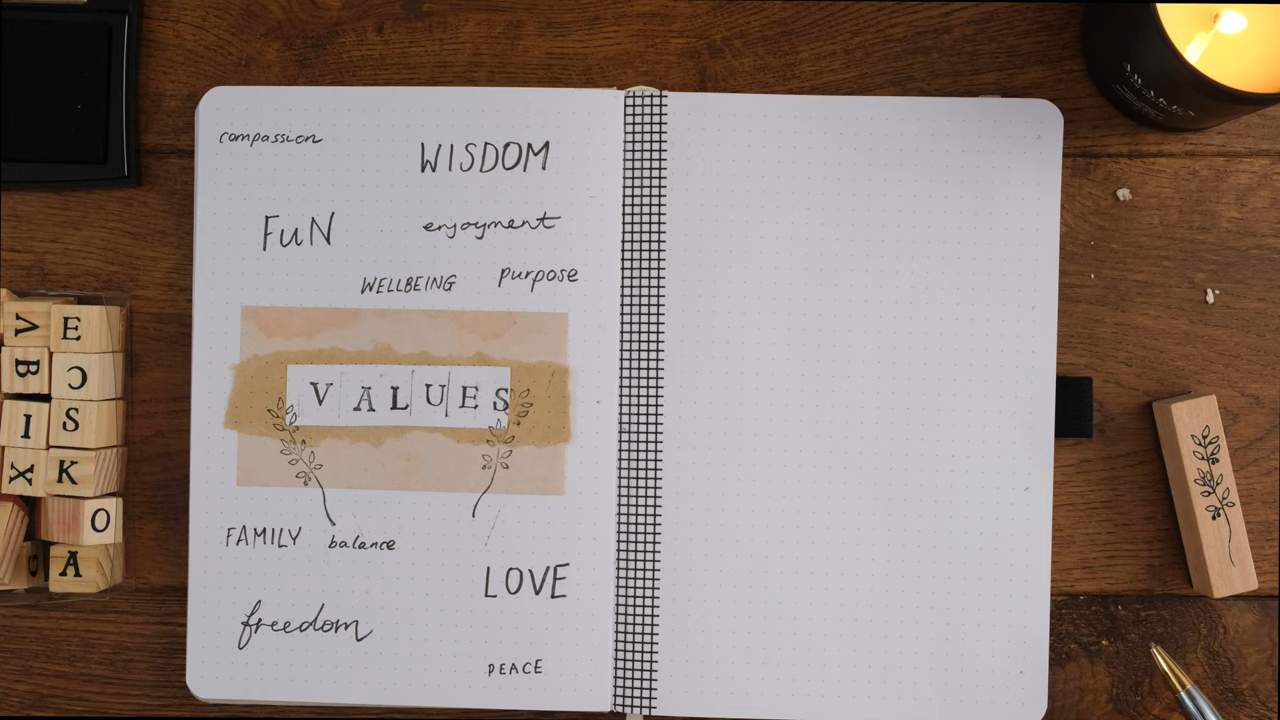 compassion
WISDOM
FuN
enjoyment
WELLBEING
purpose
VALUES
FAMILY
balance
LOVE
freedom
PEACE
E
V
C
B
S
I
K
X
O
A
G